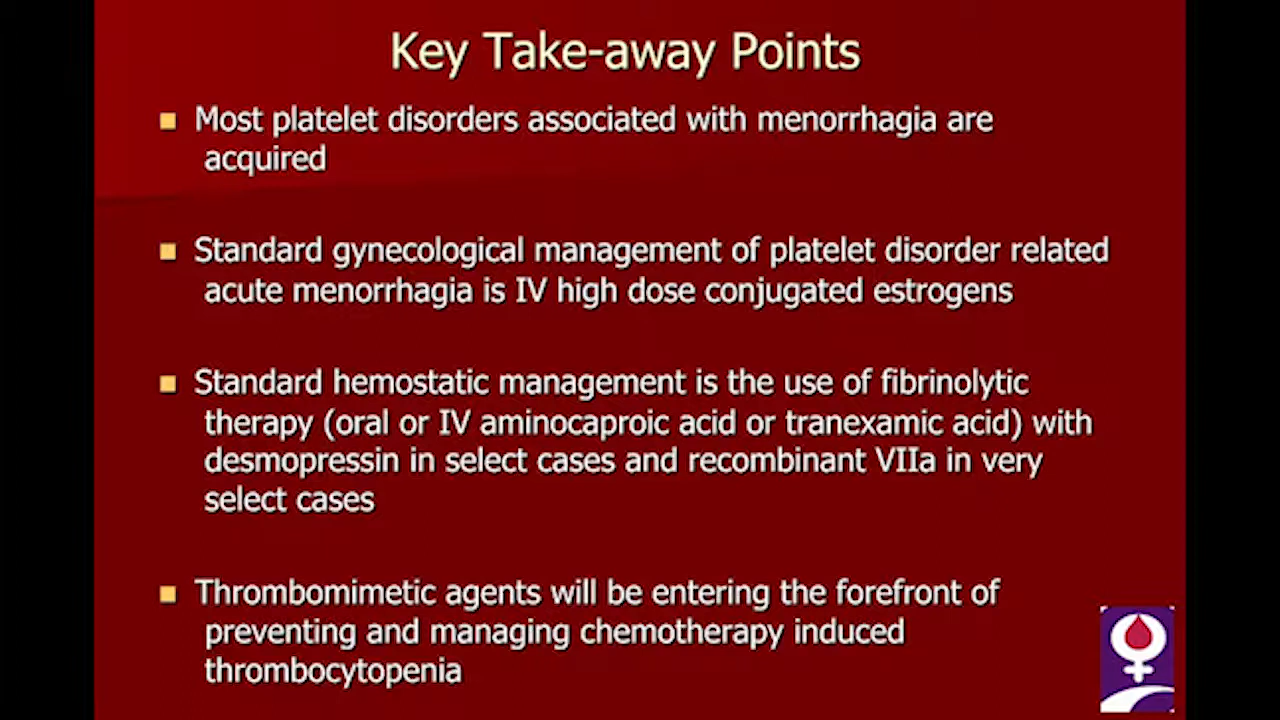 Key Take-away Points
Most platelet disorders associated with menorrhagia are
acquired
Standard gynecological management of platelet disorder related
acute menorrhagia is IV high dose conjugated estrogens
Standard hemostatic management is the use of fibrinolytic
therapy (oral or IV aminocaproic acid or tranexamic acid) with
desmopressin in select cases and recombinant VIIa in very
select cases
Thrombomimetic agents will be entering the forefront of
preventing and managing chemotherapy induced
thrombocytopenia